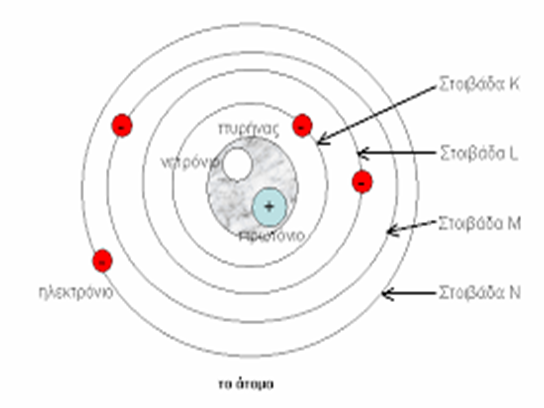 Στοιβάδα Κ
πυρήνας
νετρόνιο
Στοιβάδα L
-
-
-
+
πρωτόνιο
Στοιβάδα Μ
-
ηλεκτρόνιο
Στοιβάδα Ν
το άτομο